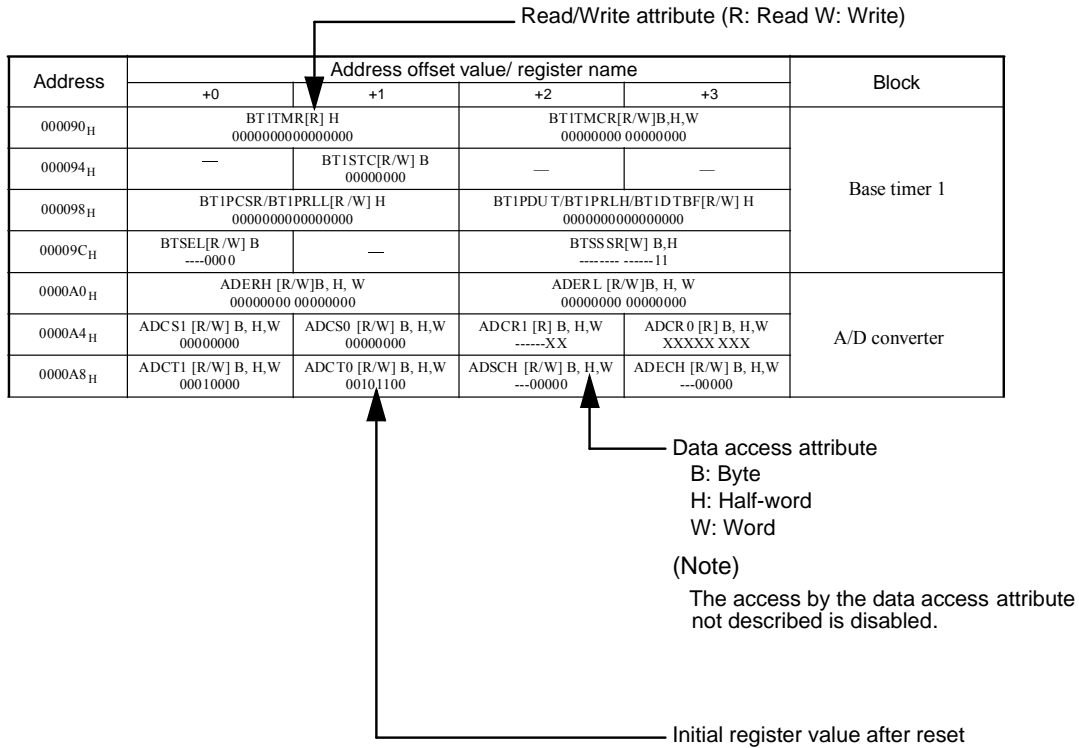 Read/Write attribute (R: Read W: Write)
Address
Address offset value/ register name
Block
+0
+1
+2
+3
000090H
BT1TMR[R] H
0000000000000000
BT1TMCR[R/W]B,H,W
00000000 00000000
Base timer 1
000094H
—
BT1STC[R/W] B
00000000
—
—
000098H
BT1PCSR/BT1PRLL[R/W] H
0000000000000000
BT1PDUT/BT1PRLH/BT1DTBF[R/W] H
0000000000000000
00009CH
BTSEL[R/W] B
----0000
—
BTSSSR[W] B,H
-------- ------11
0000A0H
ADERH [R/W]B, H, W
00000000 00000000
ADERL [R/W]B, H, W
00000000 00000000
A/D converter
0000A4H
ADCS1 [R/W] B, H,W
00000000
ADCS0 [R/W] B, H,W
00000000
ADCR1 [R] B, H,W
------XX
ADCR0 [R] B, H,W
XXXXX XXX
0000A8H
ADCT1 [R/W] B, H,W
00010000
ADCT0 [R/W] B, H,W
00101100
ADSCH [R/W] B, H,W
---00000
ADECH [R/W] B, H,W
---00000
Data access attribute
B: Byte
H: Half-word
W: Word
(Note)
The access by the data access attribute
not described is disabled.
Initial register value after reset